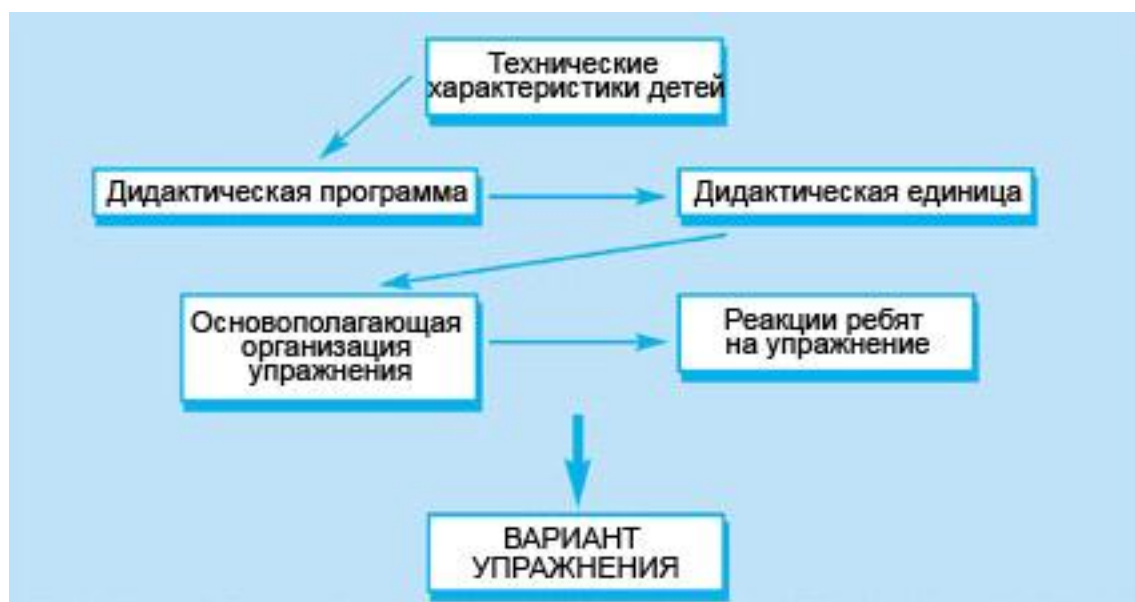 Технические
характеристики детей
Дидактическая программа
Дидактическая единица
Основополагающая
организация
упражнения
Реакции ребят
на упражнение
ВАРИАНТ
УПРАЖНЕНИЯ